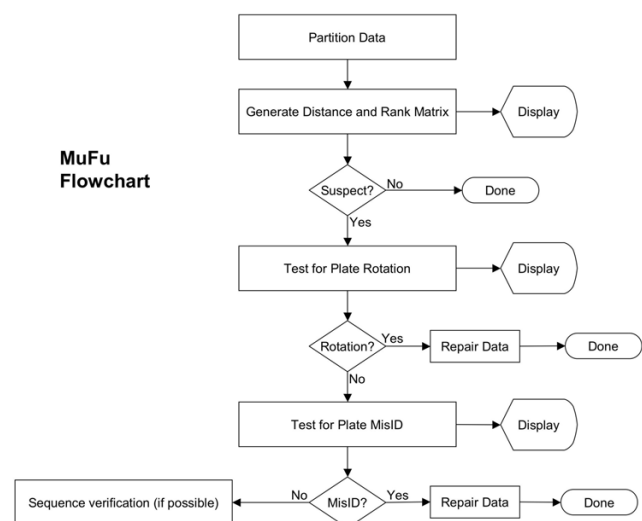 Partition Data
Generate Distance and Rank Matrix
Display
MuFu
Flowchart
Suspect?
No
Done
Yes
Test for Plate Rotation
Display
Rotation?
Yes
Repair Data
Done
No
Test for Plate MisID
Display
Sequence verification (if possible)
No
MisID?
Yes
Repair Data
Done